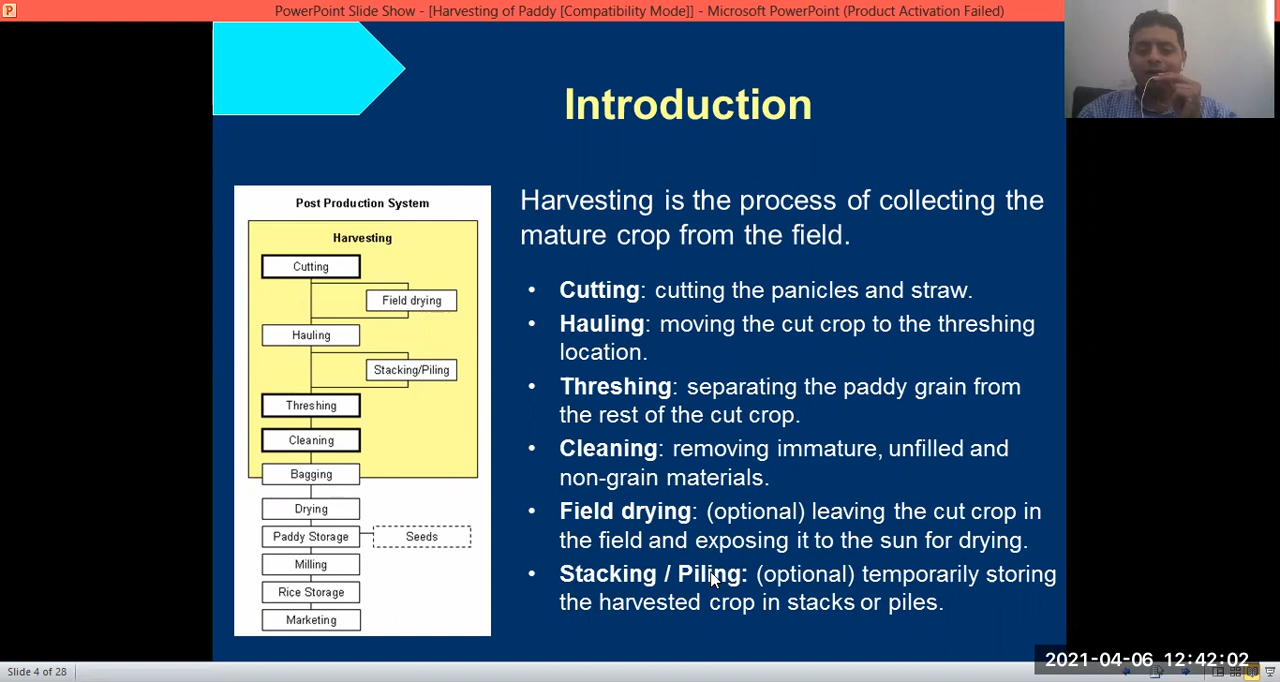 PowerPoint Slide Show - [Harvesting of Paddy [Compatibility Mode]] - Microsoft PowerPoint (Product Activation Failed)
Introduction
Post Production System
Harvesting
Cutting
Field drying
Hauling
Stacking/Piling
Threshing
Cleaning
Bagging
Drying
Paddy Storage
Seeds
Milling
Rice Storage
Marketing
Harvesting is the process of collecting the
mature crop from the field.
• Cutting: cutting the panicles and straw.
• Hauling: moving the cut crop to the threshing
location.
• Threshing: separating the paddy grain from
the rest of the cut crop.
• Cleaning: removing immature, unfilled and
non-grain materials.
• Field drying: (optional) leaving the cut crop in
the field and exposing it to the sun for drying.
• Stacking / Piling: (optional) temporarily storing
the harvested crop in stacks or piles.
2021-04-06 12:42:02
Slide 4 of 28